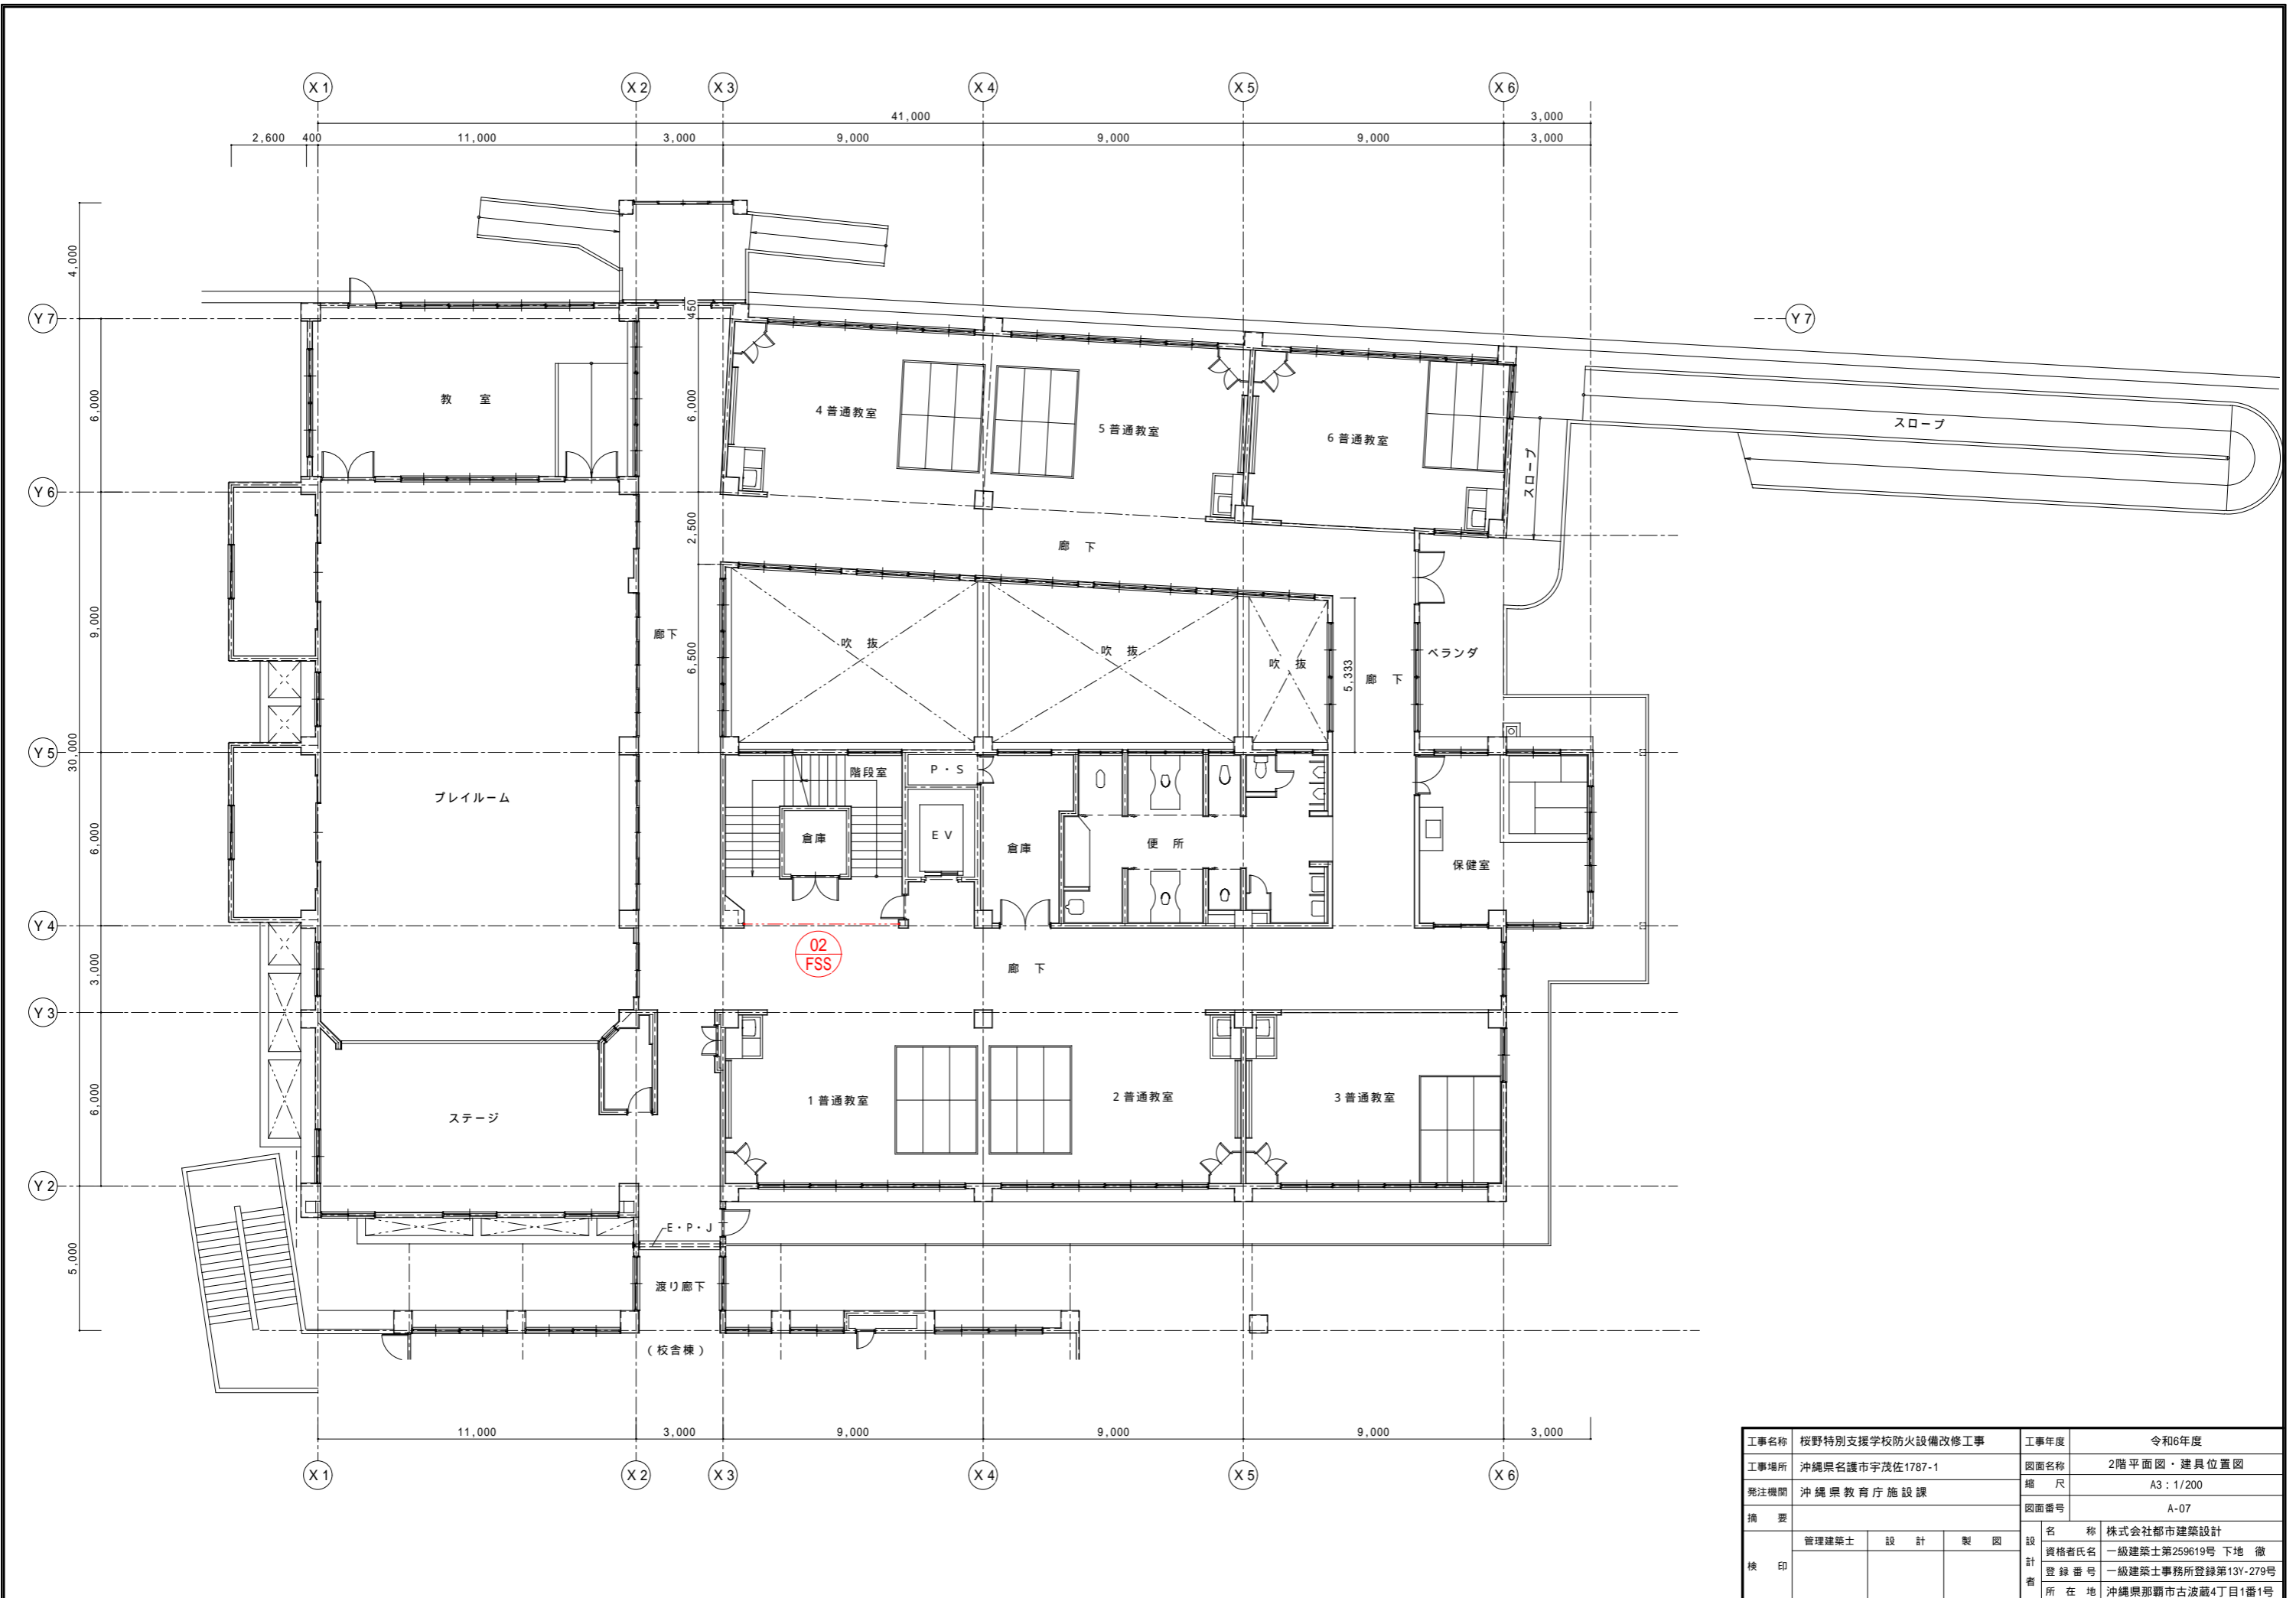 X1 X2 X3 X4 X5 X6
41,000 3,000
2,600 400 11,000 3,000 9,000 9,000 9,000 3,000
4,000
450
Y7
Y7
6,000
教 室
6,000
4普通教室
5普通教室
6普通教室
スロープ
スロープ
Y6
2,500
廊 下
9,000
廊下
6,500
吹 抜
吹 抜
吹 抜
5,333
廊 下
ベランダ
Y5
30,000
プレイルーム
階段室
P・S
倉庫
EV
倉庫
便 所
保健室
6,000
Y4
02
FSS
廊 下
3,000
Y3
6,000
ステージ
1普通教室
2普通教室
3普通教室
Y2
E・P・J
5,000
渡り廊下
(校舎棟)
11,000 3,000 9,000 9,000 9,000 3,000
X1 X2 X3 X4 X5 X6
工事名称 桜野特別支援学校防火設備改修工事 工事年度 令和6年度
工事場所 沖縄県名護市宇茂佐1787-1 図面名称 2階平面図・建具位置図
発注機関 沖縄県教育庁施設課 縮 尺 A3:1/200
摘 要 図面番号 A-07
検 印 管理建築士 設 計 製 図
設計者 名 称 株式会社都市建築設計
資格者氏名 一級建築士第259619号 下地 徹
登録番号 一級建築士事務所登録第13Y-279号
所 在 地 沖縄県那覇市古波蔵4丁目1番1号